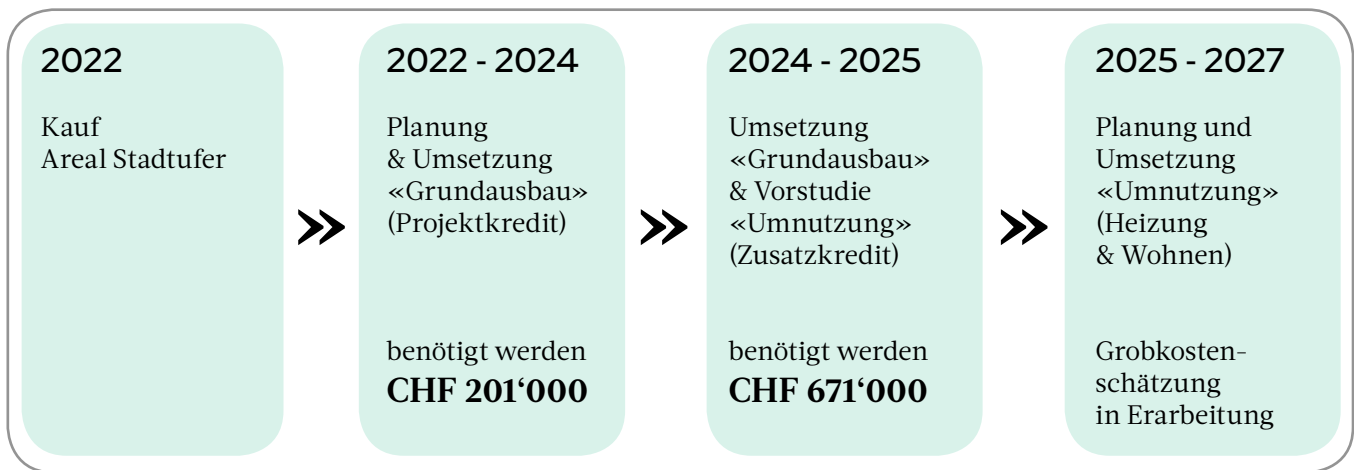 2022
Kauf
Areal Stadtufer
»
2022 - 2024
Planung
& Umsetzung
«Grundausbau»
(Projektkredit)
benötigt werden
CHF 201‘000
»
2024 - 2025
Umsetzung
«Grundausbau»
& Vorstudie
«Umnutzung»
(Zusatzkredit)
benötigt werden
CHF 671‘000
»
2025 - 2027
Planung und
Umsetzung
«Umnutzung»
(Heizung
& Wohnen)
Grobkosten-
schätzung
in Erarbeitung